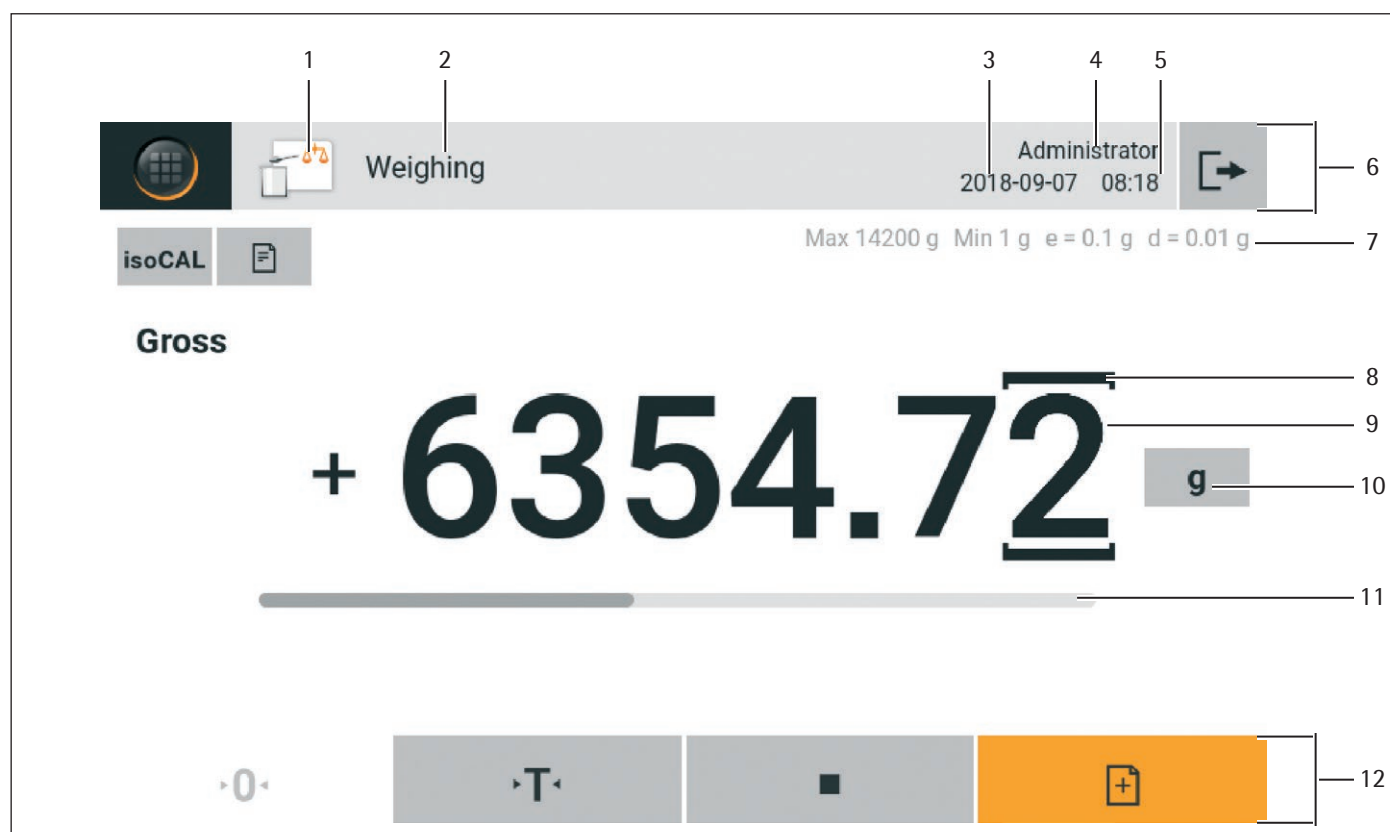 1 2 3 4 5
Administrator
Weighing
2018-09-07 08:18
6
Max 14200 g Min 1 g e = 0.1 g d = 0.01 g
7
isoCAL
Gross
8
+ 6354.72
9
g
10
11
0 T
12